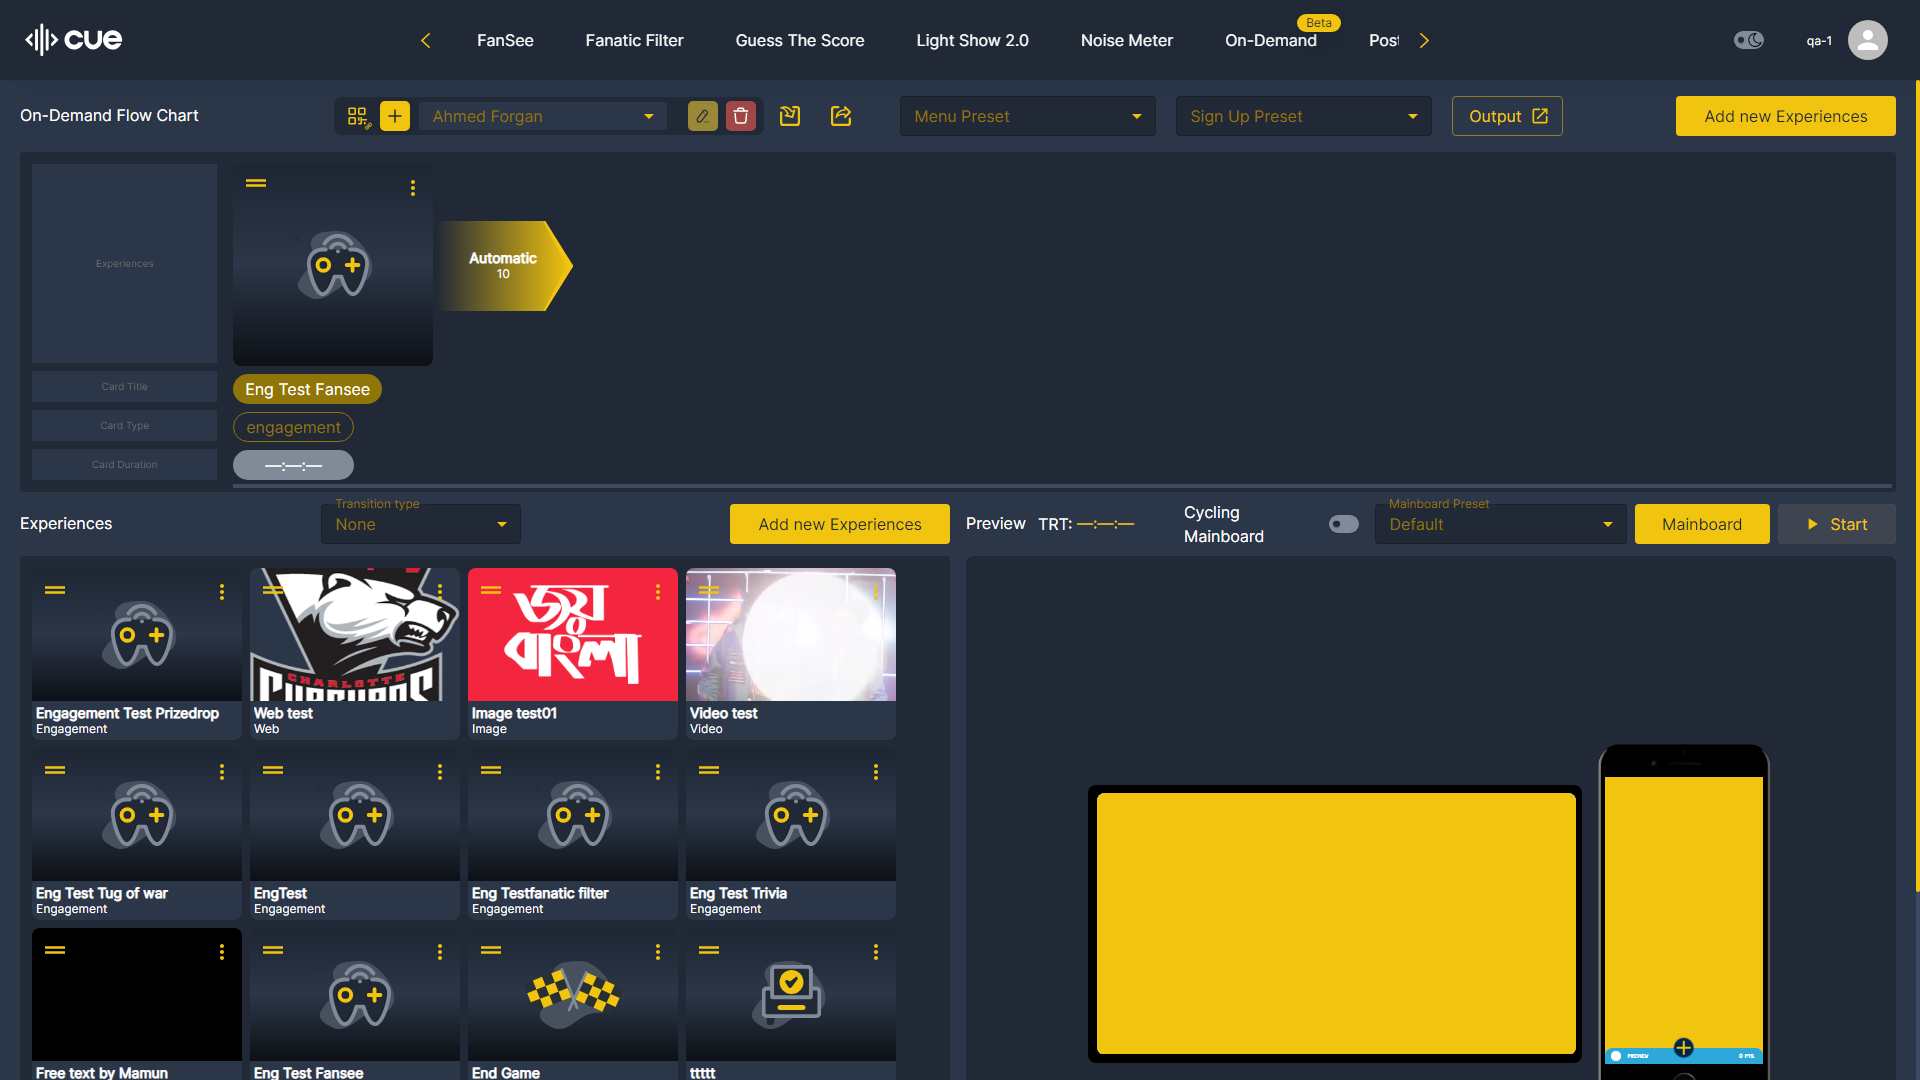 cue
FanSee
Fanatic Filter
Guess The Score
Light Show 2.0
Noise Meter
On-Demand
Beta
Post
qa-1
On-Demand Flow Chart
Ahmed Forgan
Menu Preset
Sign Up Preset
Output
Add new Experiences
Experiences
Automatic
10
Card Title
Eng Test Fansee
Card Type
engagement
Card Duration
—:—:—
Experiences
Transition type
None
Add new Experiences
Preview
TRT: —:—:—
Cycling
Mainboard
Mainboard Preset
Default
Mainboard
Start
জয়
বাংলা
CHARLOTTE
Engagement Test Prizedrop
Engagement
Web test
Web
Image test01
Image
Video test
Video
Eng Test Tug of war
Engagement
EngTest
Engagement
Eng Testfanatic filter
Engagement
Eng Test Trivia
Engagement
Free text by Mamun
Eng Test Fansee
End Game
ttttt
PREVIEW
0 PTS.